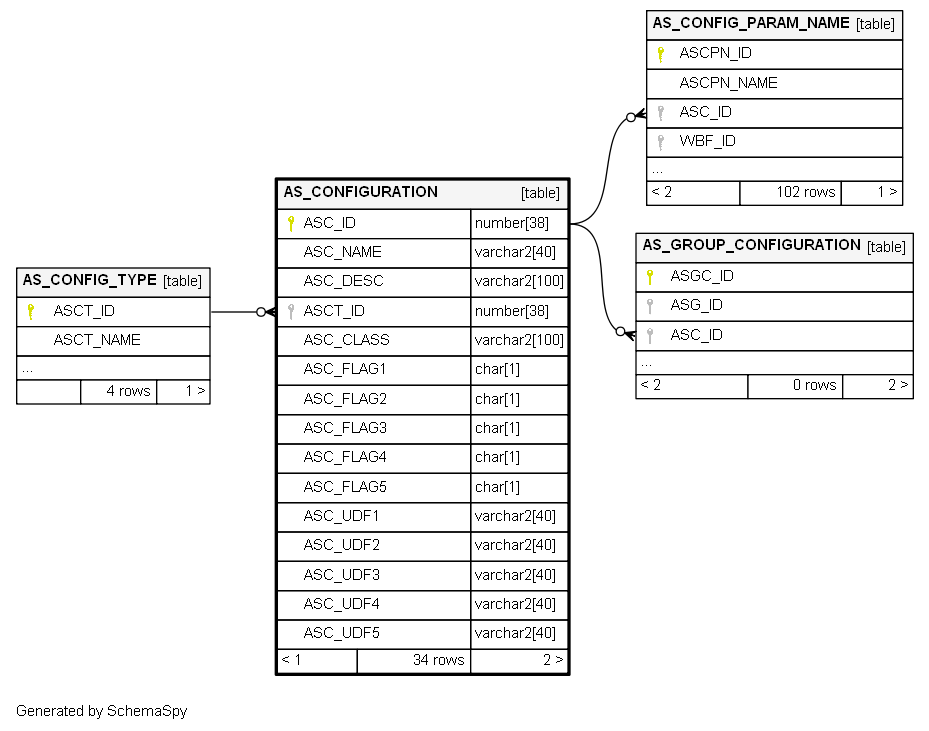 AS_CONFIG_PARAM_NAME [table]
ASCPN_ID
ASCPN_NAME
ASC_ID
WBF_ID
...
< 2 102 rows 1 >
AS_CONFIGURATION [table]
ASC_ID number[38]
ASC_NAME varchar2[40]
ASC_DESC varchar2[100]
ASCT_ID number[38]
ASC_CLASS varchar2[100]
ASC_FLAG1 char[1]
ASC_FLAG2 char[1]
ASC_FLAG3 char[1]
ASC_FLAG4 char[1]
ASC_FLAG5 char[1]
ASC_UDF1 varchar2[40]
ASC_UDF2 varchar2[40]
ASC_UDF3 varchar2[40]
ASC_UDF4 varchar2[40]
ASC_UDF5 varchar2[40]
< 1 34 rows 2 >
AS_GROUP_CONFIGURATION [table]
ASGC_ID
ASG_ID
ASC_ID
...
< 2 0 rows 2 >
AS_CONFIG_TYPE [table]
ASCT_ID
ASCT_NAME
...
4 rows 1 >
Generated by SchemaSpy